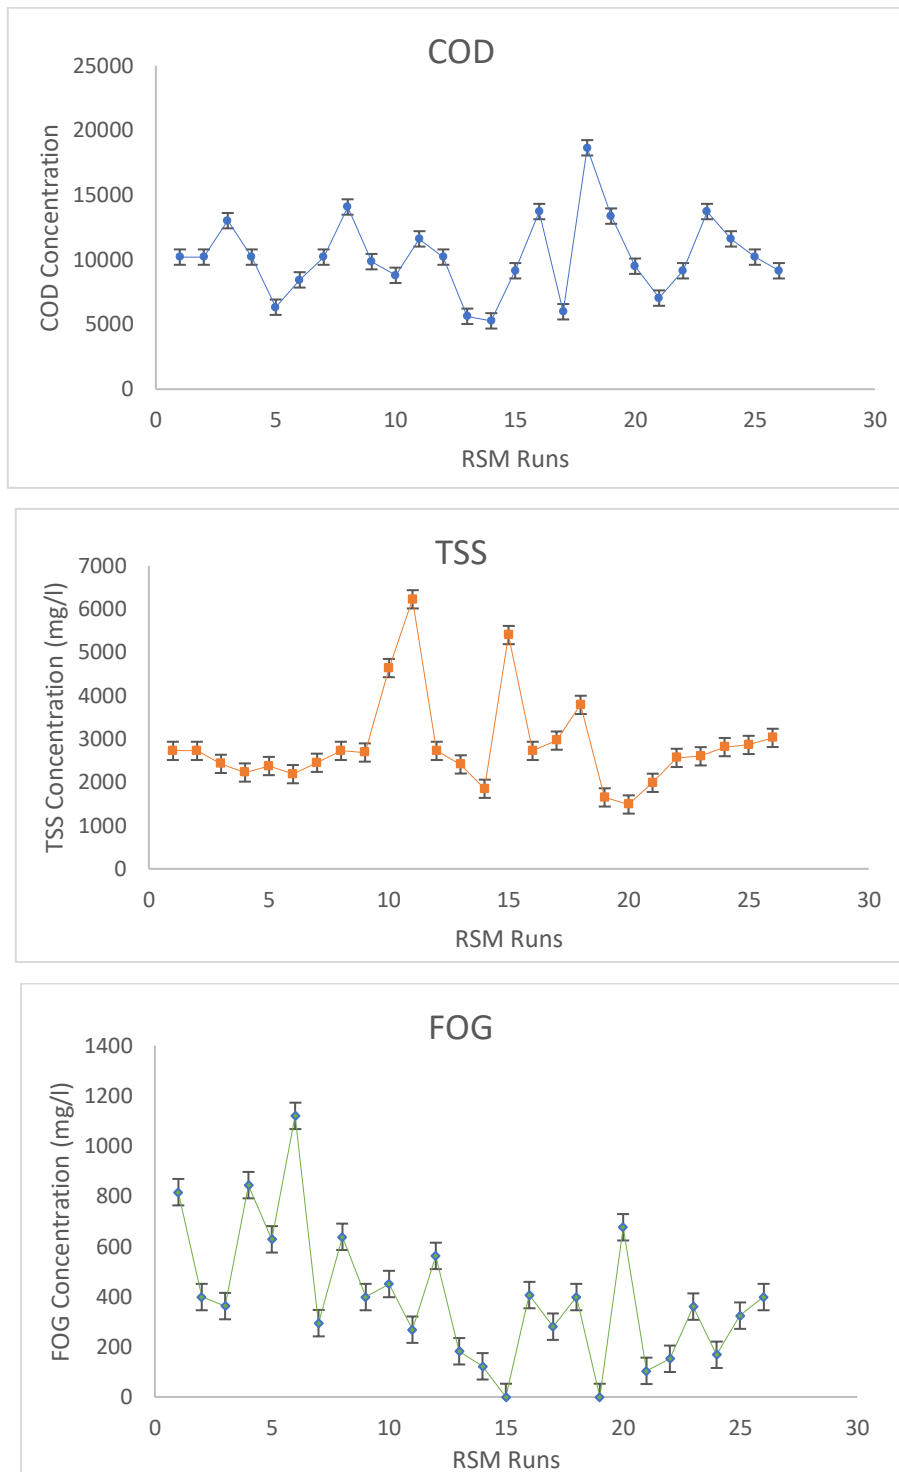 COD
25000
20000
15000
10000
5000
0
COD Concentration
0 5 10 15 20 25 30
RSM Runs
TSS
7000
6000
5000
4000
3000
2000
1000
0
TSS Concentration (mg/l)
0 5 10 15 20 25 30
RSM Runs
FOG
1400
1200
1000
800
600
400
200
0
FOG Concentration (mg/l)
0 5 10 15 20 25 30
RSM Runs